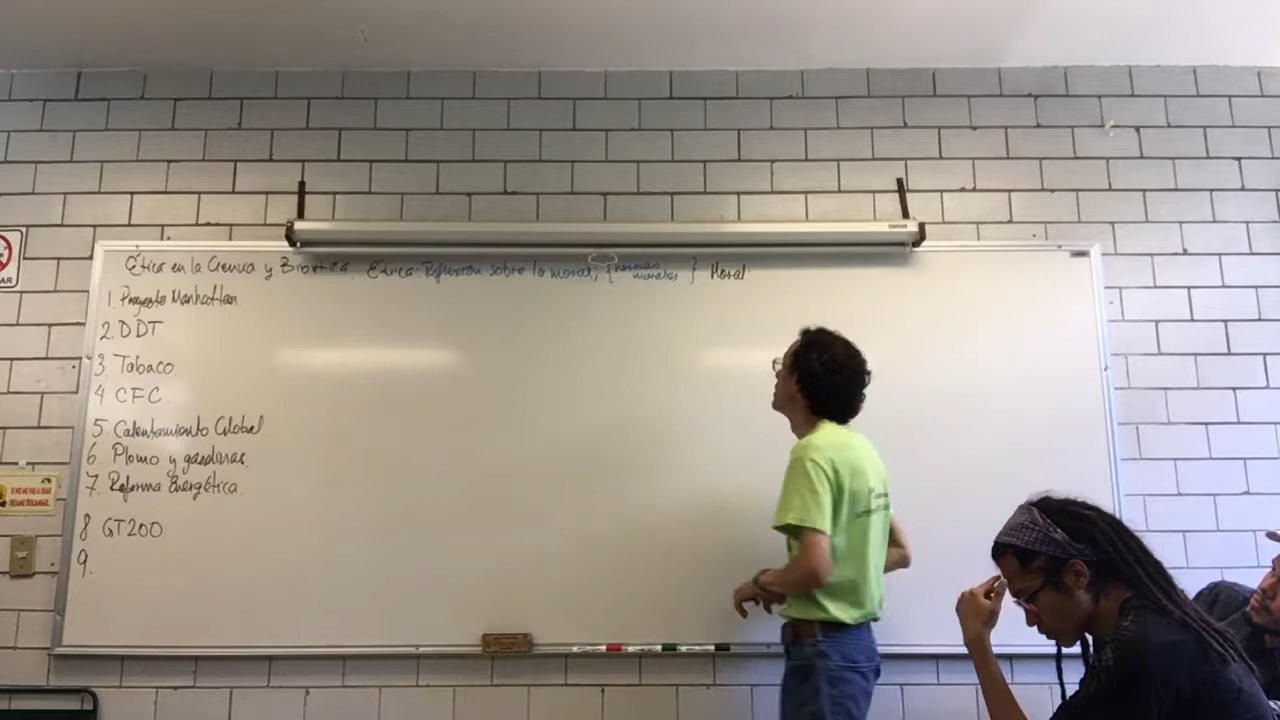 Ética en la Ciencia y Bioética. Ética: Reflexión sobre la moral; {normas morales} Moral.
1. Proyecto Manhattan.
2. DDT
3. Tabaco
4 CFC.
5. Calentamiento Global
6. Plomo y gasolinas.
7. Reforma Energética.
8 GT200
9.
AR